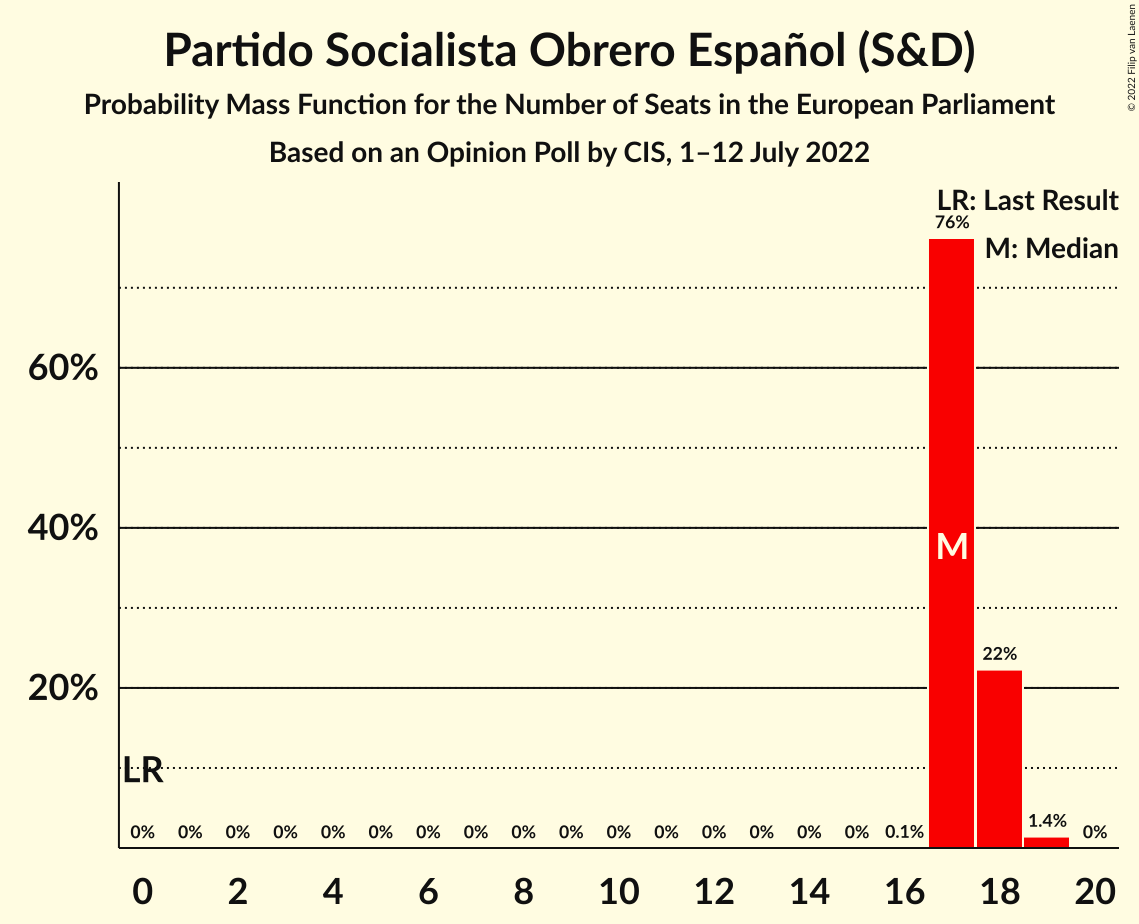 Partido Socialista Obrero Español (S&D)
Probability Mass Function for the Number of Seats in the European Parliament
Based on an Opinion Poll by CIS, 1–12 July 2022
© 2022 Filip van Laenen
LR: Last Result
76%
M: Median
60%
40%
M
22%
20%
LR
1.4%
0% 0% 0% 0% 0% 0% 0% 0% 0% 0% 0% 0% 0% 0% 0% 0% 0.1% 0%
0 2 4 6 8 10 12 14 16 18 20